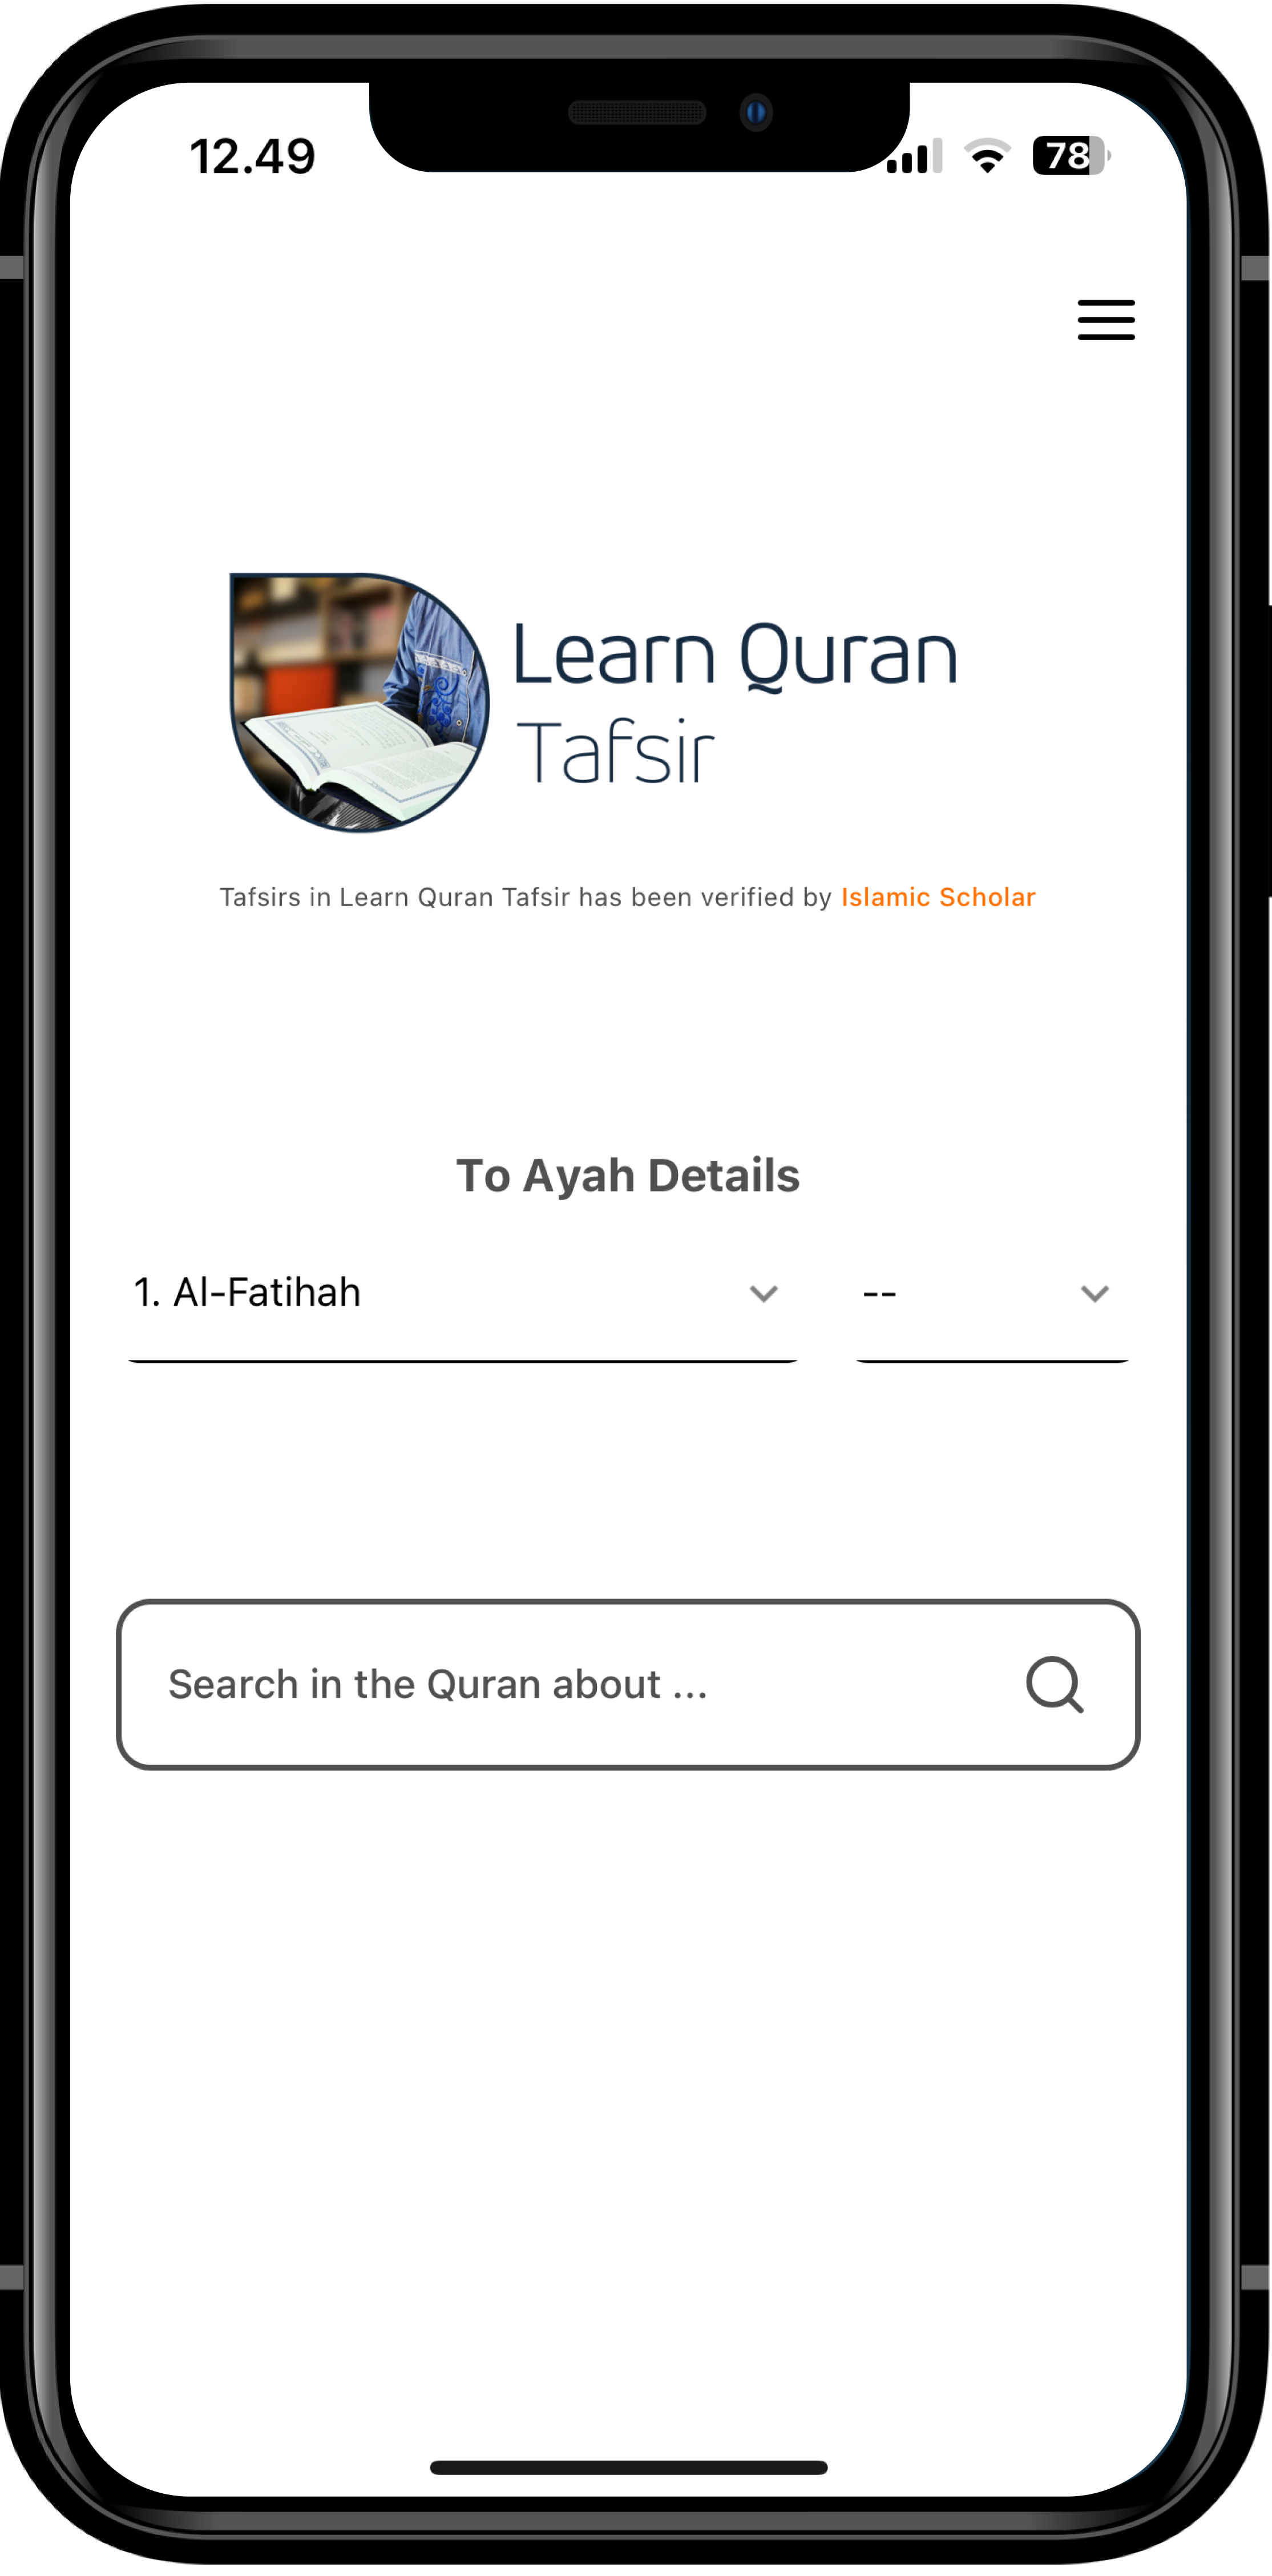 12.49
78
Learn Quran
Tafsir
Tafsirs in Learn Quran Tafsir has been verified by Islamic Scholar
To Ayah Details
1. Al-Fatihah
--
Search in the Quran about ...